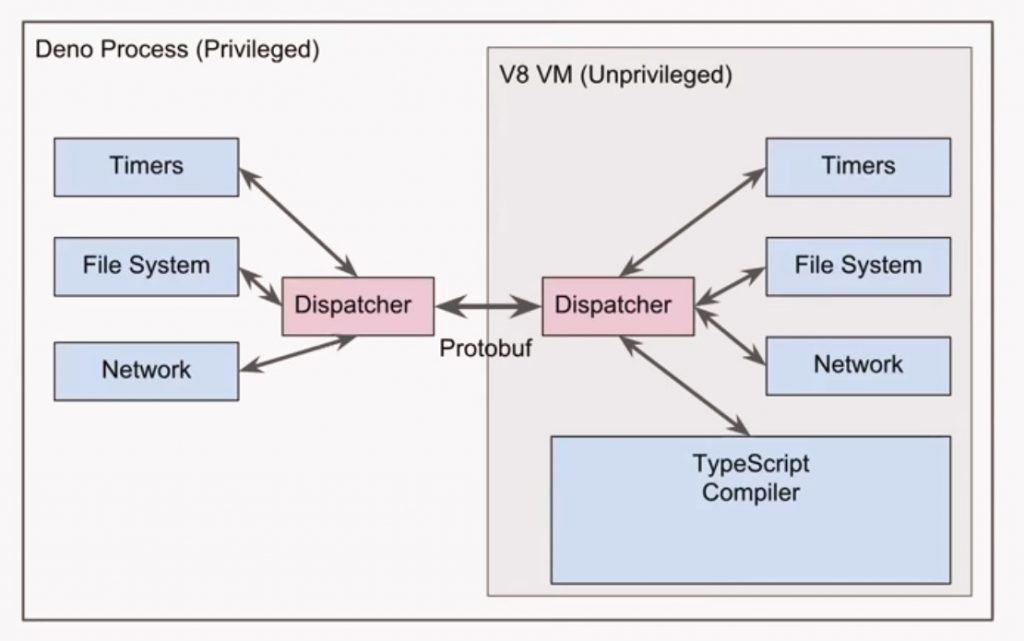 Deno Process (Privileged)
V8 VM (Unprivileged)
Timers
File System
Network
Dispatcher
Protobuf
Dispatcher
Timers
File System
Network
TypeScript
Compiler